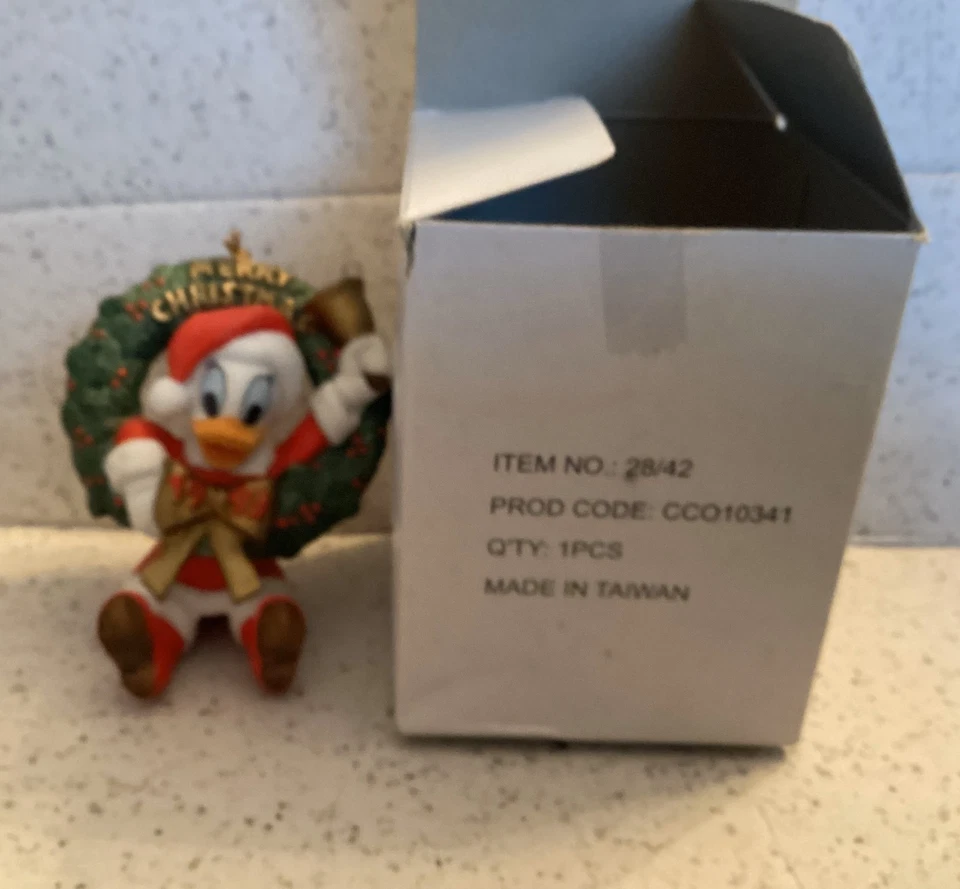 MERRY
CHRISTMAS
ITEM NO.: 28/42
PROD CODE: CCO10341
Q'TY: 1PCS
MADE IN TAIWAN